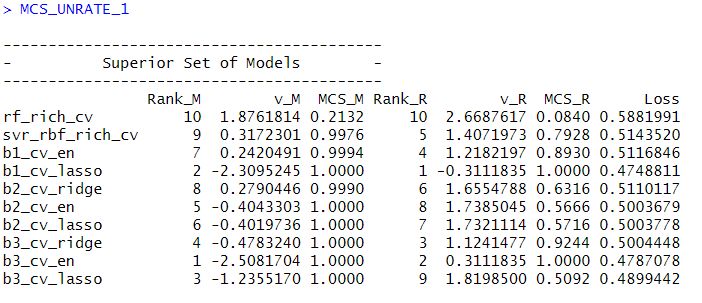 > MCS_UNRATE_1
------------------------------------------
-          Superior Set of Models        -
------------------------------------------
Rank_M v_M MCS_M Rank_R v_R MCS_R Loss
rf_rich_cv 10 1.8761814 0.2132 10 2.6687617 0.0840 0.5881991
svr_rbf_rich_cv 9 0.3172301 0.9976 5 1.4071973 0.7928 0.5143520
b1_cv_en 7 0.2420491 0.9994 4 1.2182197 0.8930 0.5116846
b1_cv_lasso 2 -2.3095245 1.0000 1 -0.3111835 1.0000 0.4748811
b2_cv_ridge 8 0.2790446 0.9990 6 1.6554788 0.6316 0.5110117
b2_cv_en 5 -0.4043303 1.0000 8 1.7385045 0.5666 0.5003679
b2_cv_lasso 6 -0.4019736 1.0000 7 1.7321114 0.5716 0.5003778
b3_cv_ridge 4 -0.4783240 1.0000 3 1.1241477 0.9244 0.5004448
b3_cv_en 1 -2.5081704 1.0000 2 0.3111835 1.0000 0.4787078
b3_cv_lasso 3 -1.2355170 1.0000 9 1.8198500 0.5092 0.4899442